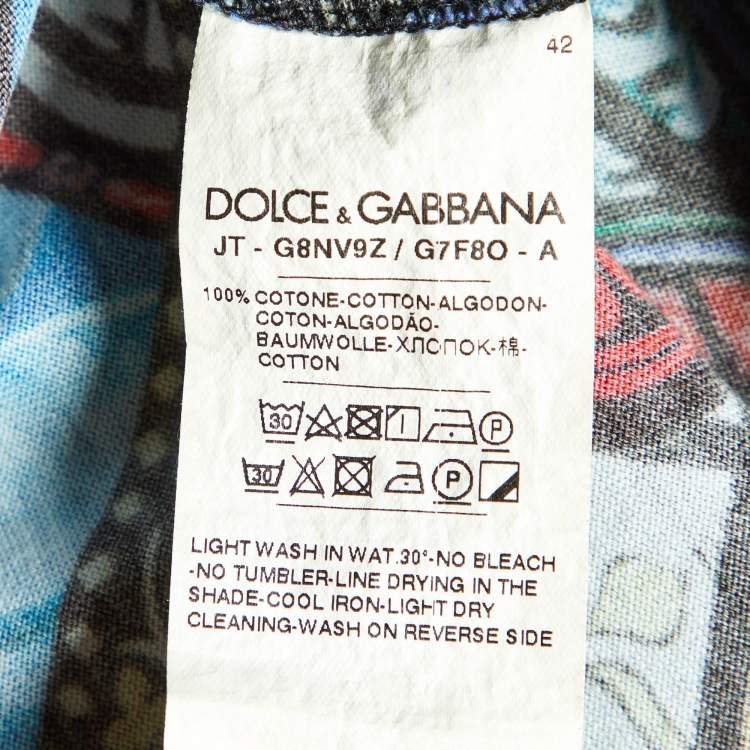 42
DOLCE & GABBANA
JT - G8NV9Z / G7F8O - A
100% COTONE-COTTON-ALGODON-
COTON-ALGODÃO-
BAUMWOLLE-ХЛОПОК-棉-
COTTON
30 P
30 P
LIGHT WASH IN WAT.30°-NO BLEACH
-NO TUMBLER-LINE DRYING IN THE
SHADE-COOL IRON-LIGHT DRY
CLEANING-WASH ON REVERSE SIDE